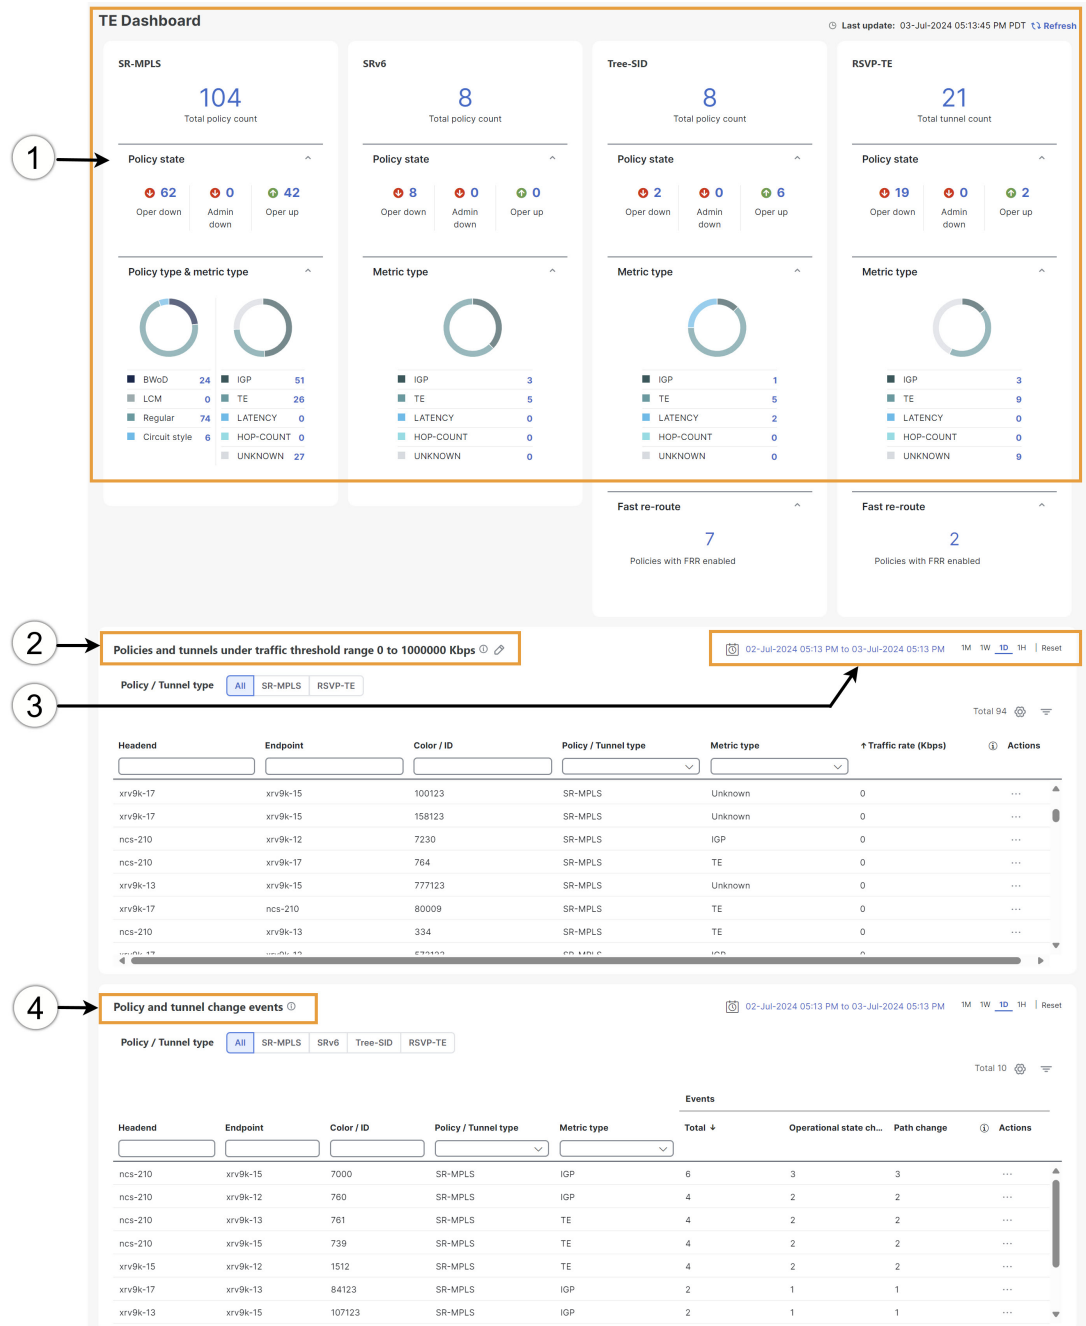 TE Dashboard
Last update: 03-Jul-2024 05:13:45 PM PDT Refresh
SR-MPLS
104
Total policy count
Policy state
62 0 42
Oper down Admin down Oper up
Policy type & metric type
BWoD 24 IGP 51
LCM 0 TE 26
Regular 74 LATENCY 0
Circuit style 6 HOP-COUNT 0
UNKNOWN 27
SRv6
8
Total policy count
Policy state
8 0 0
Oper down Admin down Oper up
Metric type
IGP 3
TE 5
LATENCY 0
HOP-COUNT 0
UNKNOWN 0
Tree-SID
8
Total policy count
Policy state
2 0 6
Oper down Admin down Oper up
Metric type
IGP 1
TE 5
LATENCY 2
HOP-COUNT 0
UNKNOWN 0
Fast re-route
7
Policies with FRR enabled
RSVP-TE
21
Total tunnel count
Policy state
19 0 2
Oper down Admin down Oper up
Metric type
IGP 3
TE 9
LATENCY 0
HOP-COUNT 0
UNKNOWN 9
Fast re-route
2
Policies with FRR enabled
1
2
3
4
Policies and tunnels under traffic threshold range 0 to 1000000 Kbps
02-Jul-2024 05:13 PM to 03-Jul-2024 05:13 PM 1M 1W 1D 1H | Reset
Policy / Tunnel type All SR-MPLS RSVP-TE
Total 94
Headend Endpoint Color / ID Policy / Tunnel type Metric type Traffic rate (Kbps) Actions
xrv9k-17 xrv9k-15 100123 SR-MPLS Unknown 0 ...
xrv9k-17 xrv9k-15 158123 SR-MPLS Unknown 0 ...
ncs-210 xrv9k-12 7230 SR-MPLS IGP 0 ...
ncs-210 xrv9k-17 764 SR-MPLS TE 0 ...
xrv9k-13 xrv9k-15 777123 SR-MPLS Unknown 0 ...
xrv9k-17 ncs-210 80009 SR-MPLS TE 0 ...
ncs-210 xrv9k-13 334 SR-MPLS TE 0 ...
Policy and tunnel change events
02-Jul-2024 05:13 PM to 03-Jul-2024 05:13 PM 1M 1W 1D 1H | Reset
Policy / Tunnel type All SR-MPLS SRv6 Tree-SID RSVP-TE
Total 10
Events
Headend Endpoint Color / ID Policy / Tunnel type Metric type Total Operational state ch... Path change Actions
ncs-210 xrv9k-15 7000 SR-MPLS IGP 6 3 3 ...
ncs-210 xrv9k-12 760 SR-MPLS IGP 4 2 2 ...
ncs-210 xrv9k-13 761 SR-MPLS TE 4 2 2 ...
ncs-210 xrv9k-15 739 SR-MPLS TE 4 2 2 ...
xrv9k-15 xrv9k-12 1512 SR-MPLS TE 4 2 2 ...
xrv9k-17 xrv9k-13 84123 SR-MPLS IGP 2 1 1 ...
xrv9k-13 xrv9k-15 107123 SR-MPLS IGP 2 1 1 ...